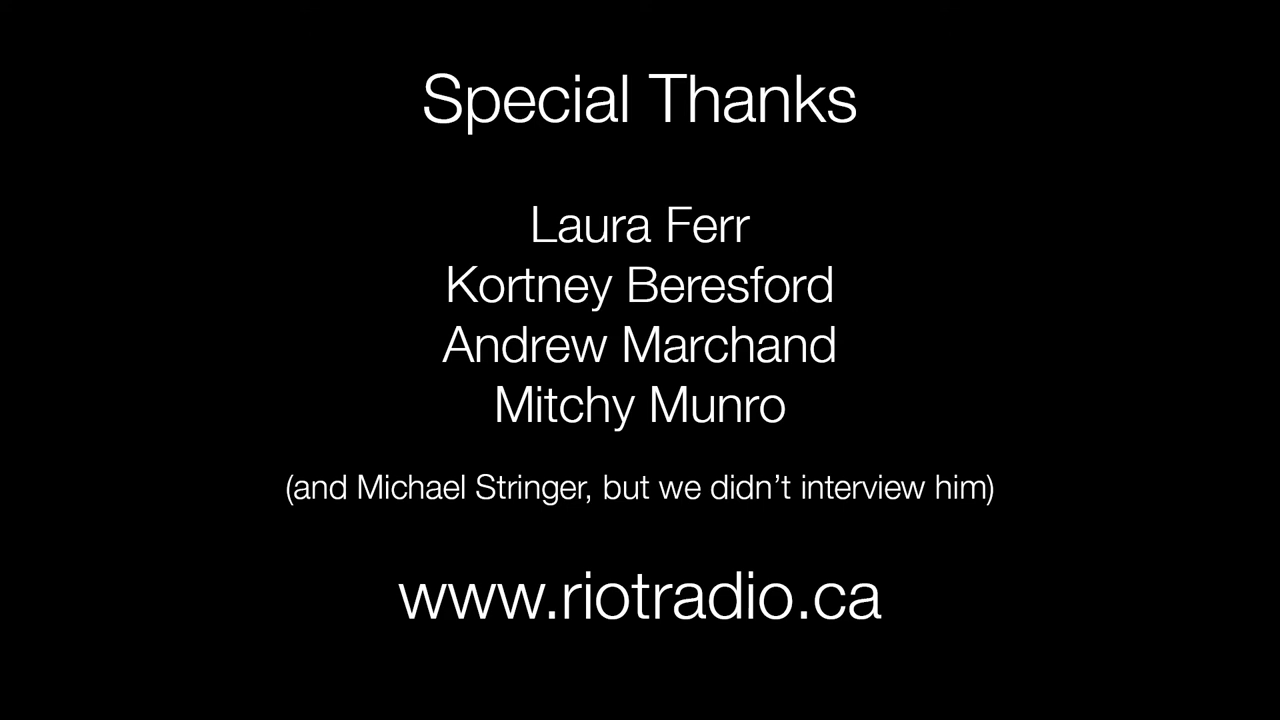 Special Thanks
Laura Ferr
Kortney Beresford
Andrew Marchand
Mitchy Munro
(and Michael Stringer, but we didn’t interview him)
www.riotradio.ca